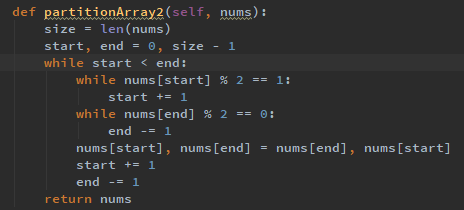 def partitionArray2(self, nums):
    size = len(nums)
    start, end = 0, size - 1
    while start < end:
        while nums[start] % 2 == 1:
            start += 1
        while nums[end] % 2 == 0:
            end -= 1
        nums[start], nums[end] = nums[end], nums[start]
        start += 1
        end -= 1
    return nums